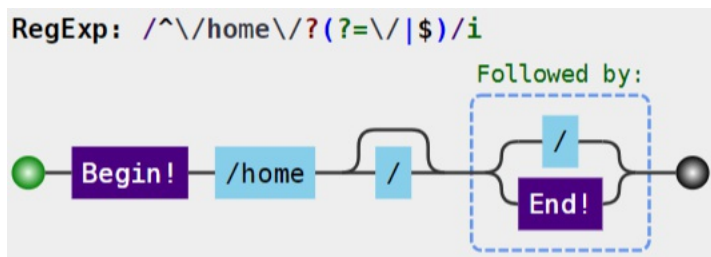 RegExp: /^\/home\/?(?=\/|$)/i
Followed by:
Begin! /home / /
End!